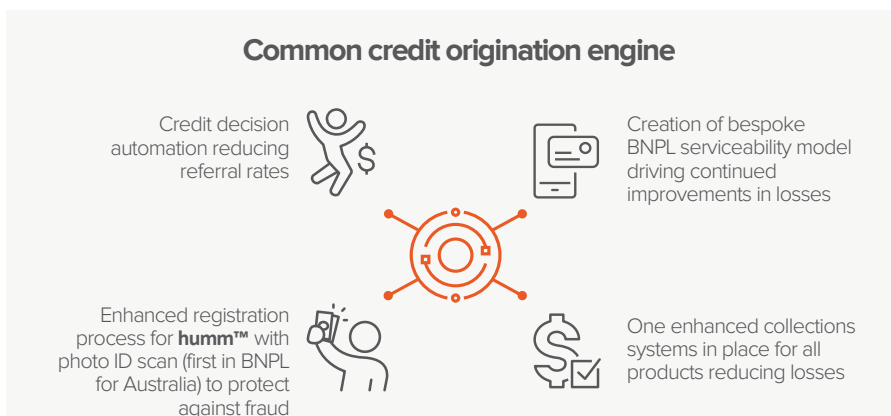 Common credit origination engine
Credit decision
automation reducing
referral rates
$
Creation of bespoke
BNPL serviceability model
driving continued
improvements in losses
Enhanced registration
process for humm™ with
photo ID scan (first in BNPL
for Australia) to protect
against fraud
$
One enhanced collections
systems in place for all
products reducing losses